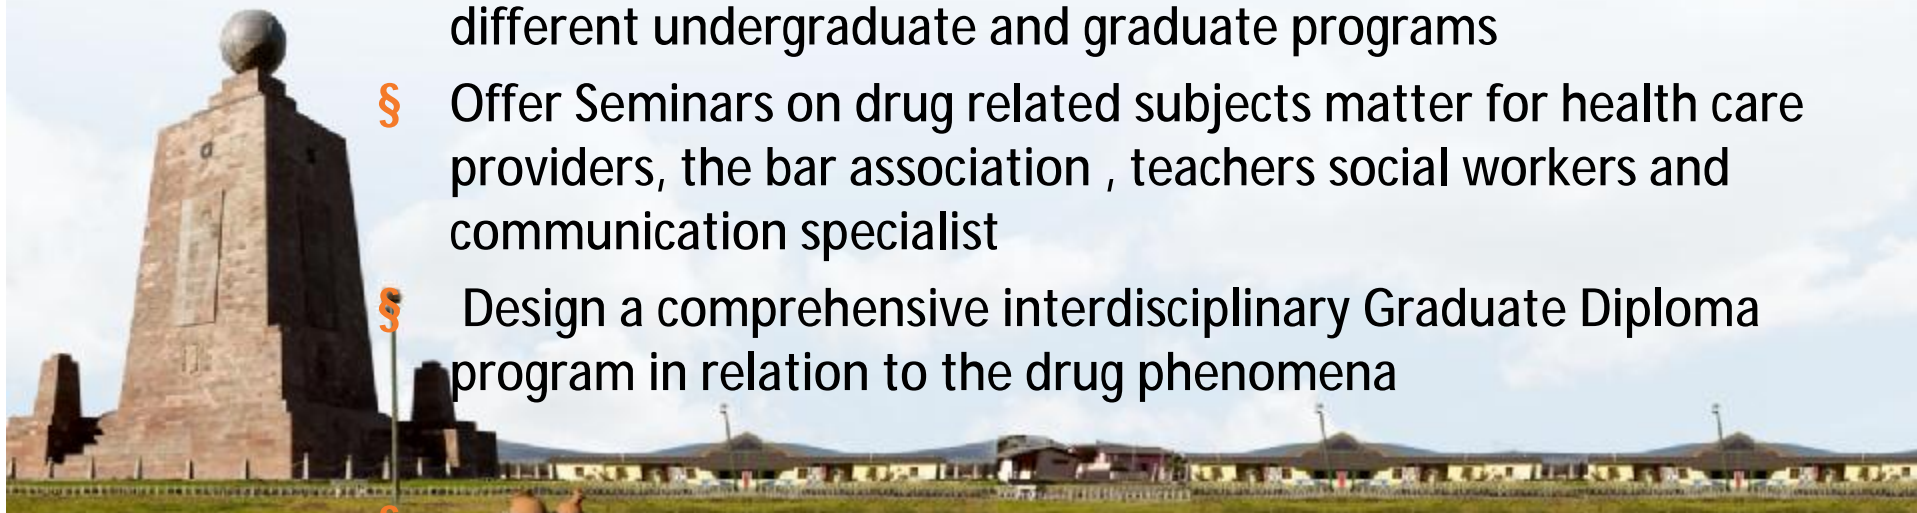 different undergraduate and graduate programs
§ Offer Seminars on drug related subjects matter for health care
providers, the bar association , teachers social workers and
communication specialist
§ Design a comprehensive interdisciplinary Graduate Diploma
program in relation to the drug phenomena